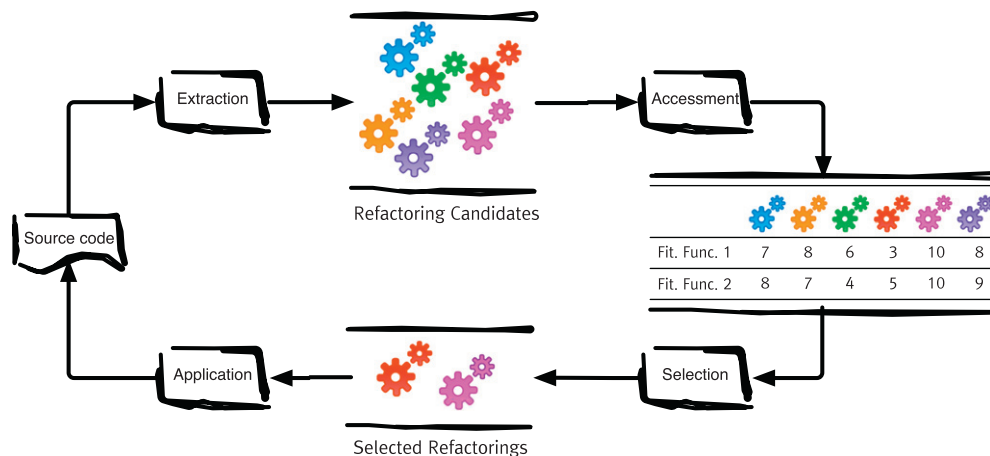 Extraction
Accessment
Refactoring Candidates
Source code
Fit. Func. 1 7 8 6 3 10 8
Fit. Func. 2 8 7 4 5 10 9
Application
Selection
Selected Refactorings